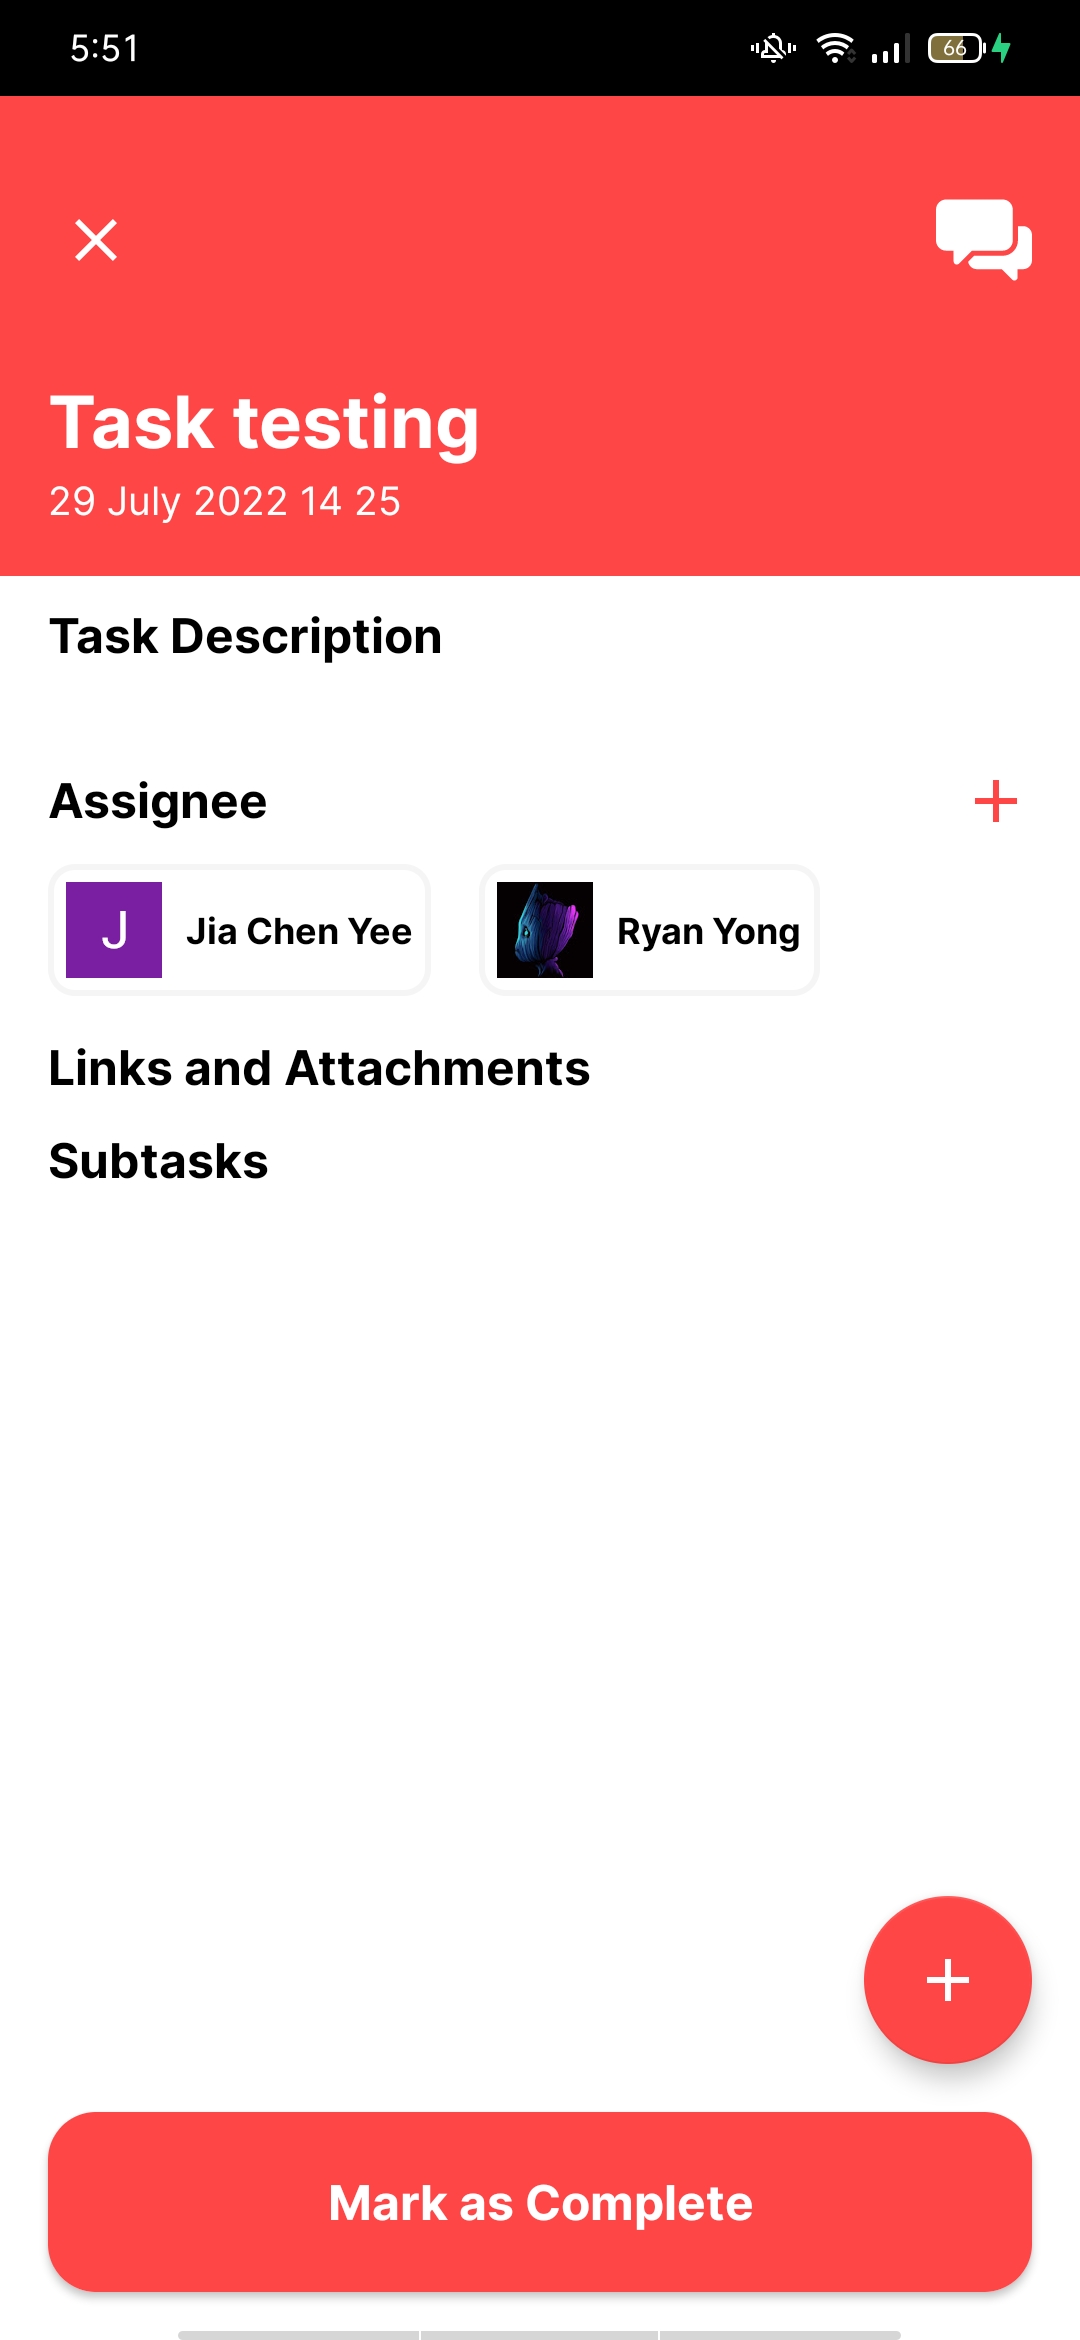 5:51
66
Task testing
29 July 2022 14 25
Task Description
Assignee
J
Jia Chen Yee
Ryan Yong
Links and Attachments
Subtasks
Mark as Complete